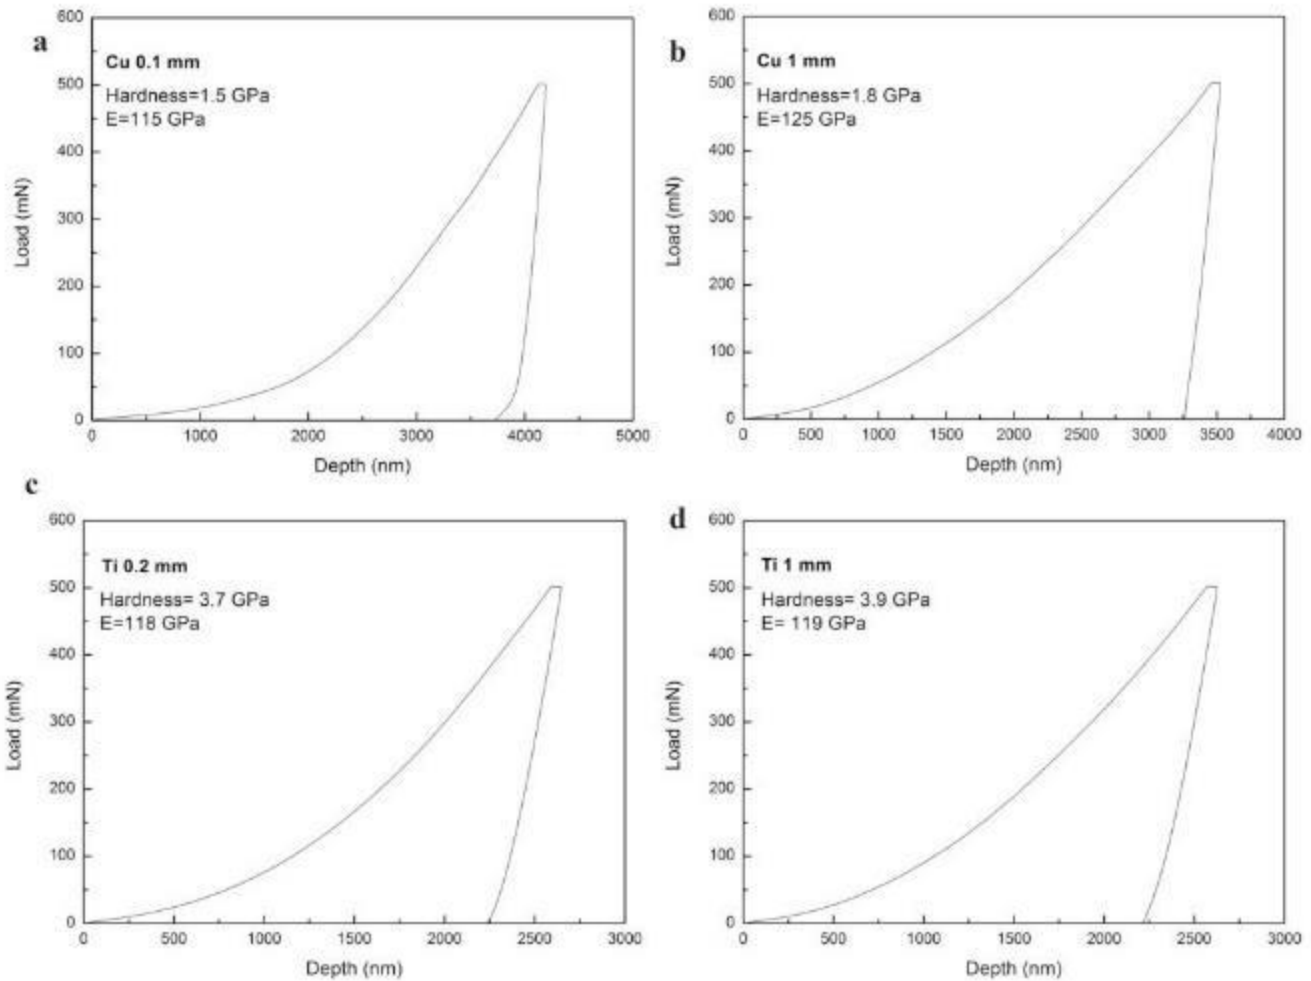 a
Cu 0.1 mm
Hardness=1.5 GPa
E=115 GPa
600
500
400
300
200
100
0
Load (mN)
0 1000 2000 3000 4000 5000
Depth (nm)
b
Cu 1 mm
Hardness=1.8 GPa
E=125 GPa
600
500
400
300
200
100
0
Load (mN)
0 500 1000 1500 2000 2500 3000 3500 4000
Depth (nm)
c
Ti 0.2 mm
Hardness= 3.7 GPa
E=118 GPa
600
500
400
300
200
100
0
Load (mN)
0 500 1000 1500 2000 2500 3000
Depth (nm)
d
Ti 1 mm
Hardness= 3.9 GPa
E= 119 GPa
600
500
400
300
200
100
0
Load (mN)
0 500 1000 1500 2000 2500 3000
Depth (nm)